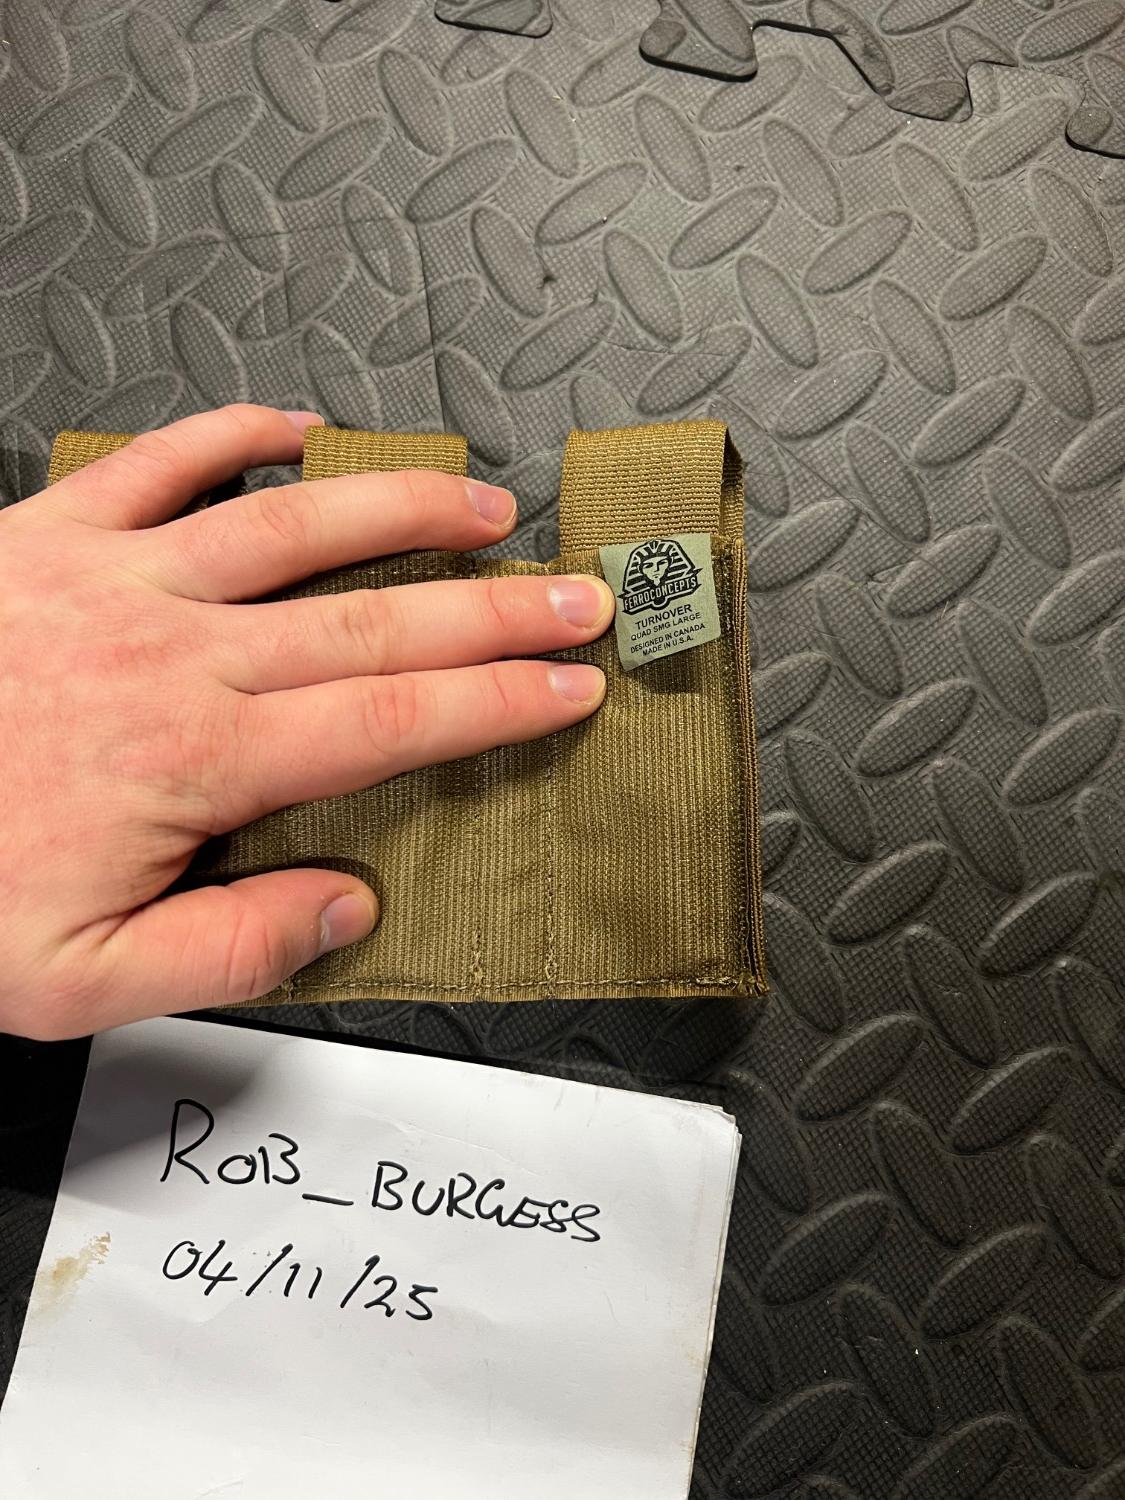 FERROCONCEPTS
TURNOVER
QUAD SMG LARGE
DESIGNED IN CANADA
MADE IN U.S.A.
ROB_BURGESS
04/11/25